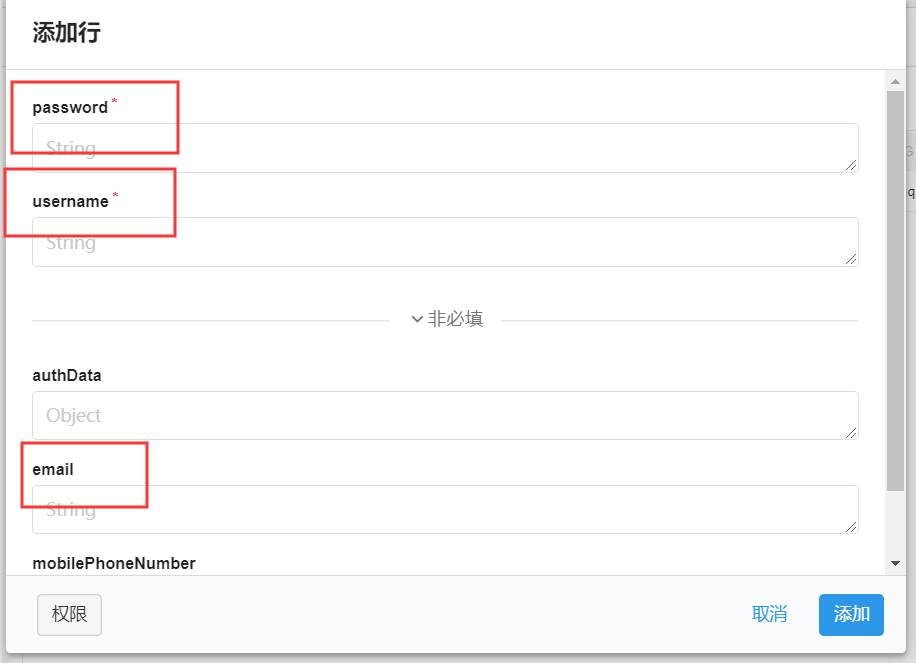 添加行
password *
String
username *
String
非必填
authData
Object
email
String
mobilePhoneNumber
权限
取消
添加
G
q